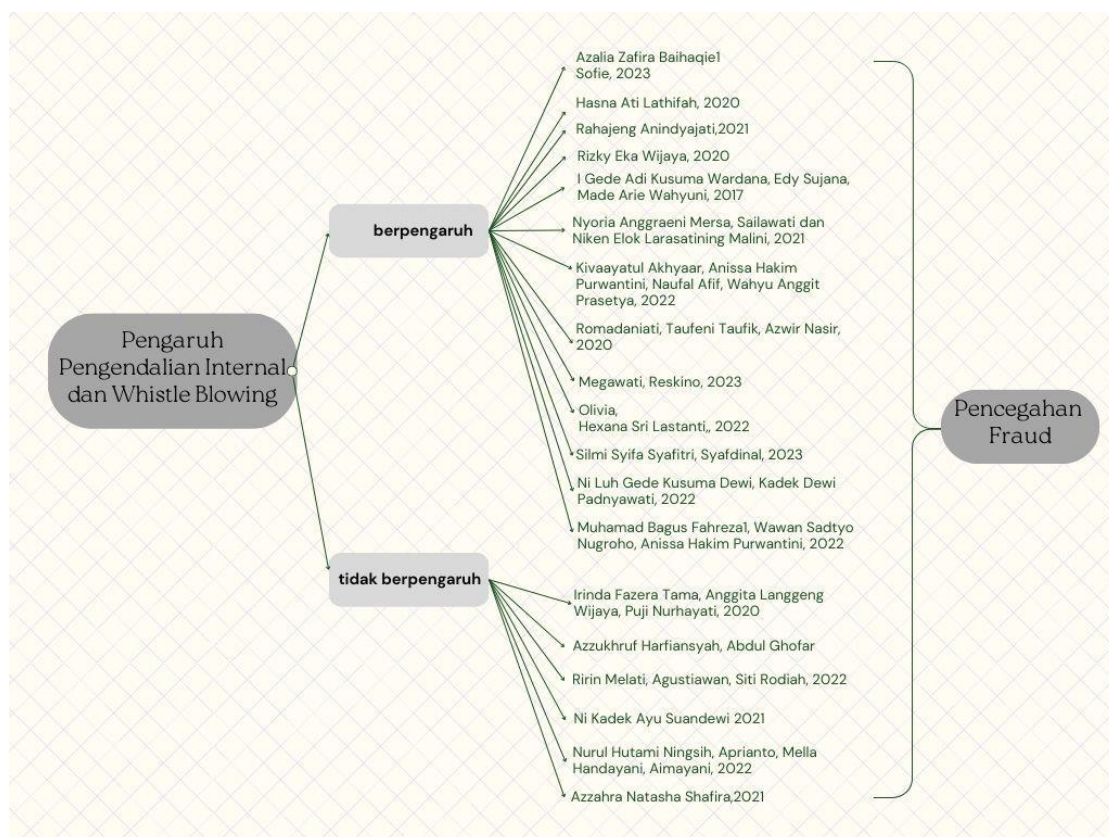 Pengaruh
Pengendalian Internal
dan Whistle Blowing
berpengaruh
Azalia Zafira Baihaqie1
Sofie, 2023
Hasna Ati Lathifah, 2020
Rahajeng Anindyajati,2021
Rizky Eka Wijaya, 2020
I Gede Adi Kusuma Wardana, Edy Sujana,
Made Arie Wahyuni, 2017
Nyoria Anggraeni Mersa, Sailawati dan
Niken Elok Larasatining Malini, 2021
Kivaayatul Akhyaar, Anissa Hakim
Purwantini, Naufal Afif, Wahyu Anggit
Prasetya, 2022
Romadaniati, Taufeni Taufik, Azwir Nasir,
2020
Megawati, Reskino, 2023
Olivia,
Hexana Sri Lastanti,, 2022
Silmi Syifa Syafitri, Syafdinal, 2023
Ni Luh Gede Kusuma Dewi, Kadek Dewi
Padnyawati, 2022
Muhamad Bagus Fahreza1, Wawan Sadtyo
Nugroho, Anissa Hakim Purwantini, 2022
tidak berpengaruh
Irinda Fazera Tama, Anggita Langgeng
Wijaya, Puji Nurhayati, 2020
Azzukhruf Harfiansyah, Abdul Ghofar
Ririn Melati, Agustiawan, Siti Rodiah, 2022
Ni Kadek Ayu Suandewi 2021
Nurul Hutami Ningsih, Aprianto, Mella
Handayani, Aimayani, 2022
Azzahra Natasha Shafira,2021
Pencegahan
Fraud